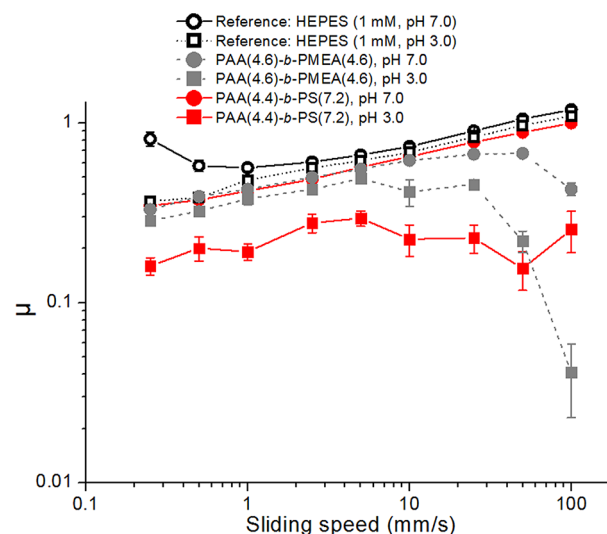 Reference: HEPES (1 mM, pH 7.0)
Reference: HEPES (1 mM, pH 3.0)
PAA(4.6)-b-PMEA(4.6), pH 7.0
PAA(4.6)-b-PMEA(4.6), pH 3.0
PAA(4.4)-b-PS(7.2), pH 7.0
PAA(4.4)-b-PS(7.2), pH 3.0
1
0.1
0.01
μ
0.1 1 10 100
Sliding speed (mm/s)